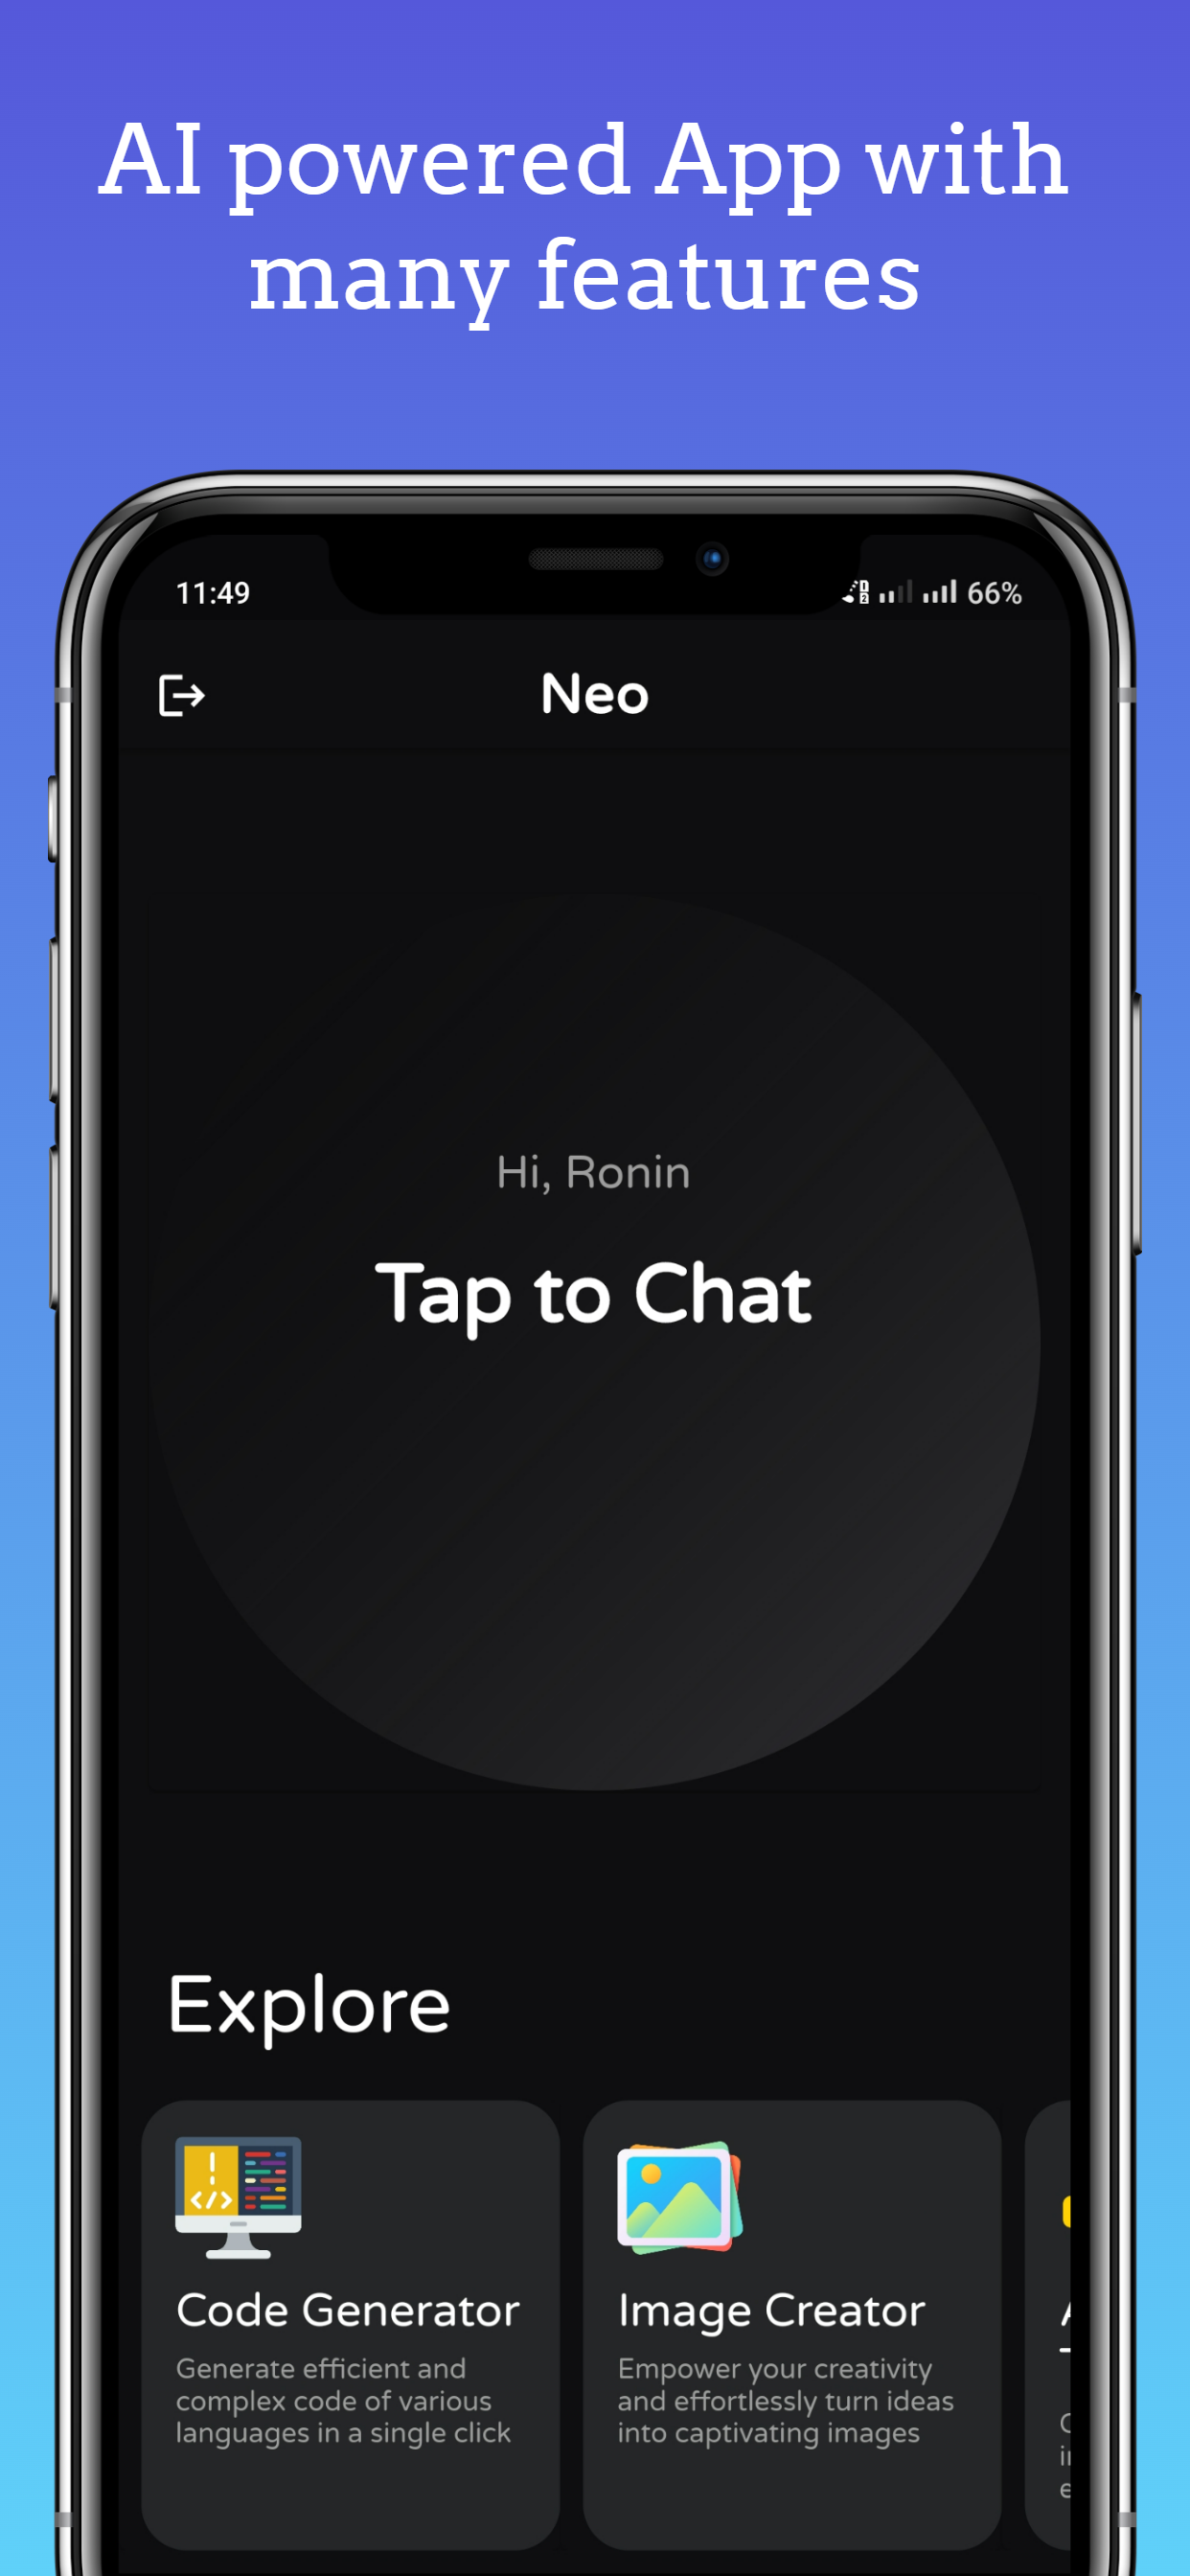 AI powered App with
many features
11:49
66%
Neo
Hi, Ronin
Tap to Chat
Explore
Code Generator
Generate efficient and
complex code of various
languages in a single click
Image Creator
Empower your creativity
and effortlessly turn ideas
into captivating images